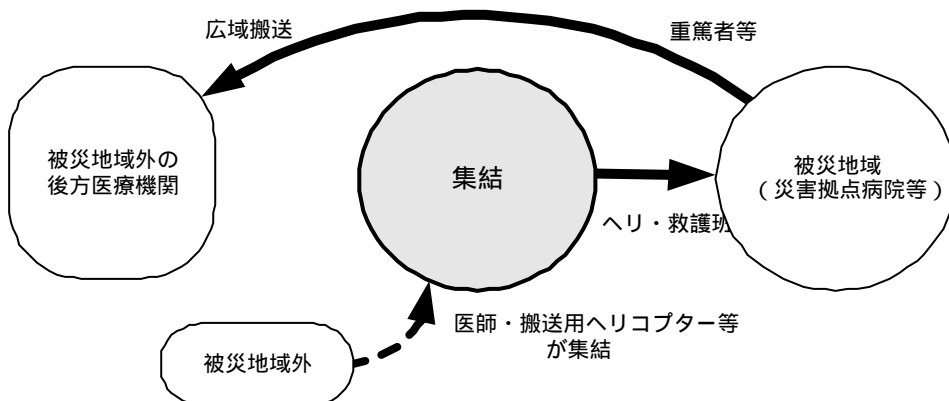 広域搬送
重篤者等
被災地域外の
後方医療機関
集結
被災地域
（災害拠点病院等）
ヘリ・救護班
医師・搬送用ヘリコプター等
が集結
被災地域外